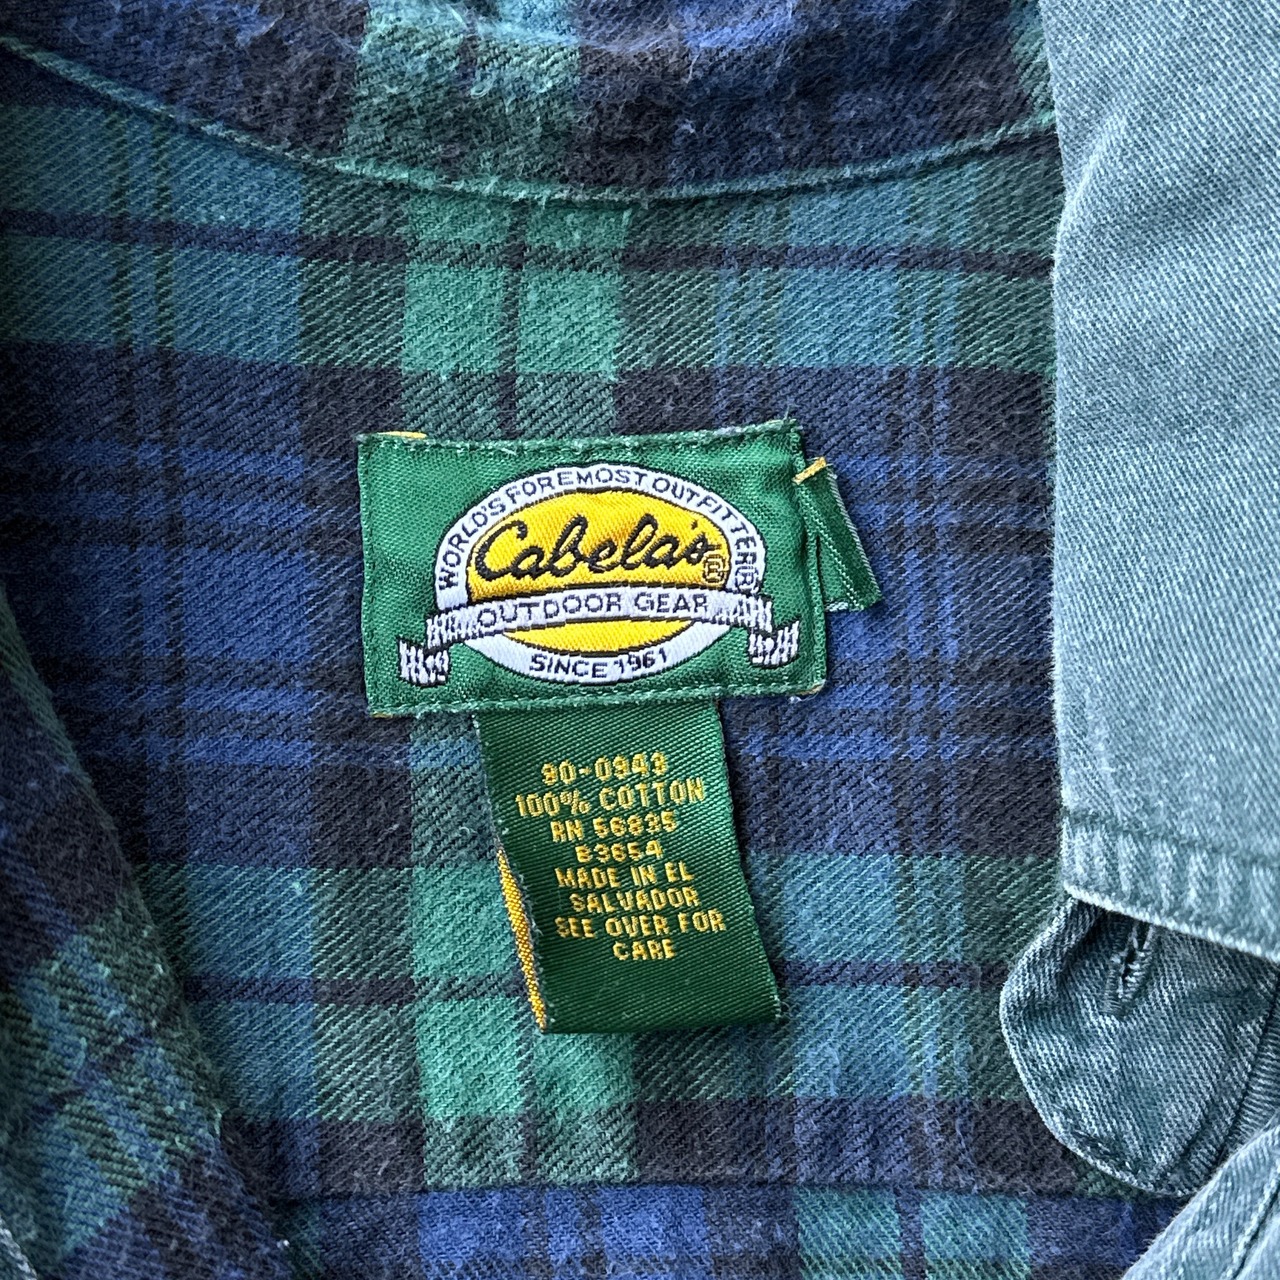 WORLD'S FOREMOST OUTFITTER®
Cabela's®
OUTDOOR GEAR
SINCE 1961
90-0943
100% COTTON
RN 56835
B3654
MADE IN EL
SALVADOR
SEE OVER FOR
CARE